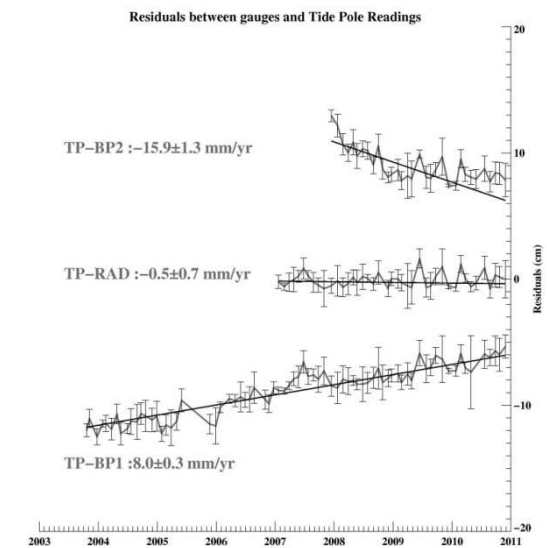 Residuals between gauges and Tide Pole Readings
20
TP-BP2 :-15.9±1.3 mm/yr
10
TP-RAD :-0.5±0.7 mm/yr
0
Residuals (cm)
-10
TP-BP1 :8.0±0.3 mm/yr
-20
2003 2004 2005 2006 2007 2008 2009 2010 2011